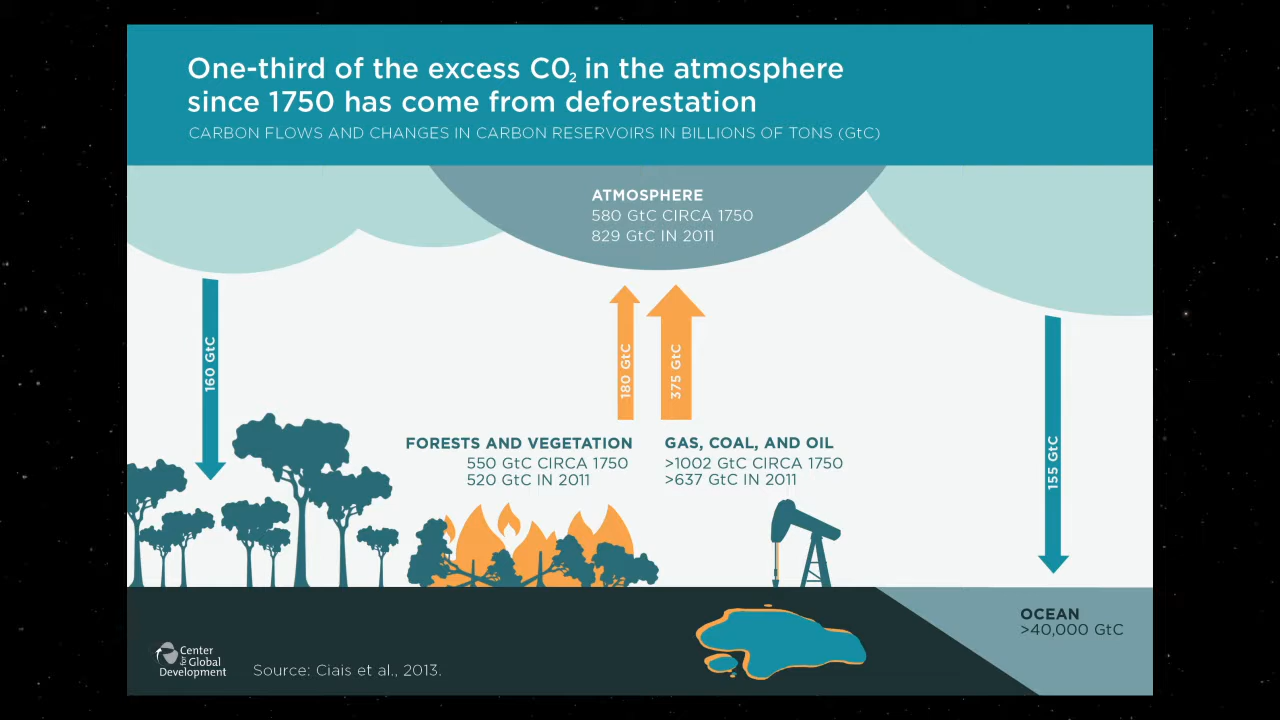 One-third of the excess C0₂ in the atmosphere
since 1750 has come from deforestation
CARBON FLOWS AND CHANGES IN CARBON RESERVOIRS IN BILLIONS OF TONS (GtC)
ATMOSPHERE
580 GtC CIRCA 1750
829 GtC IN 2011
160 GtC
180 GtC
375 GtC
155 GtC
FORESTS AND VEGETATION
550 GtC CIRCA 1750
520 GtC IN 2011
GAS, COAL, AND OIL
>1002 GtC CIRCA 1750
>637 GtC IN 2011
OCEAN
>40,000 GtC
Center
for Global
Development
Source: Ciais et al., 2013.